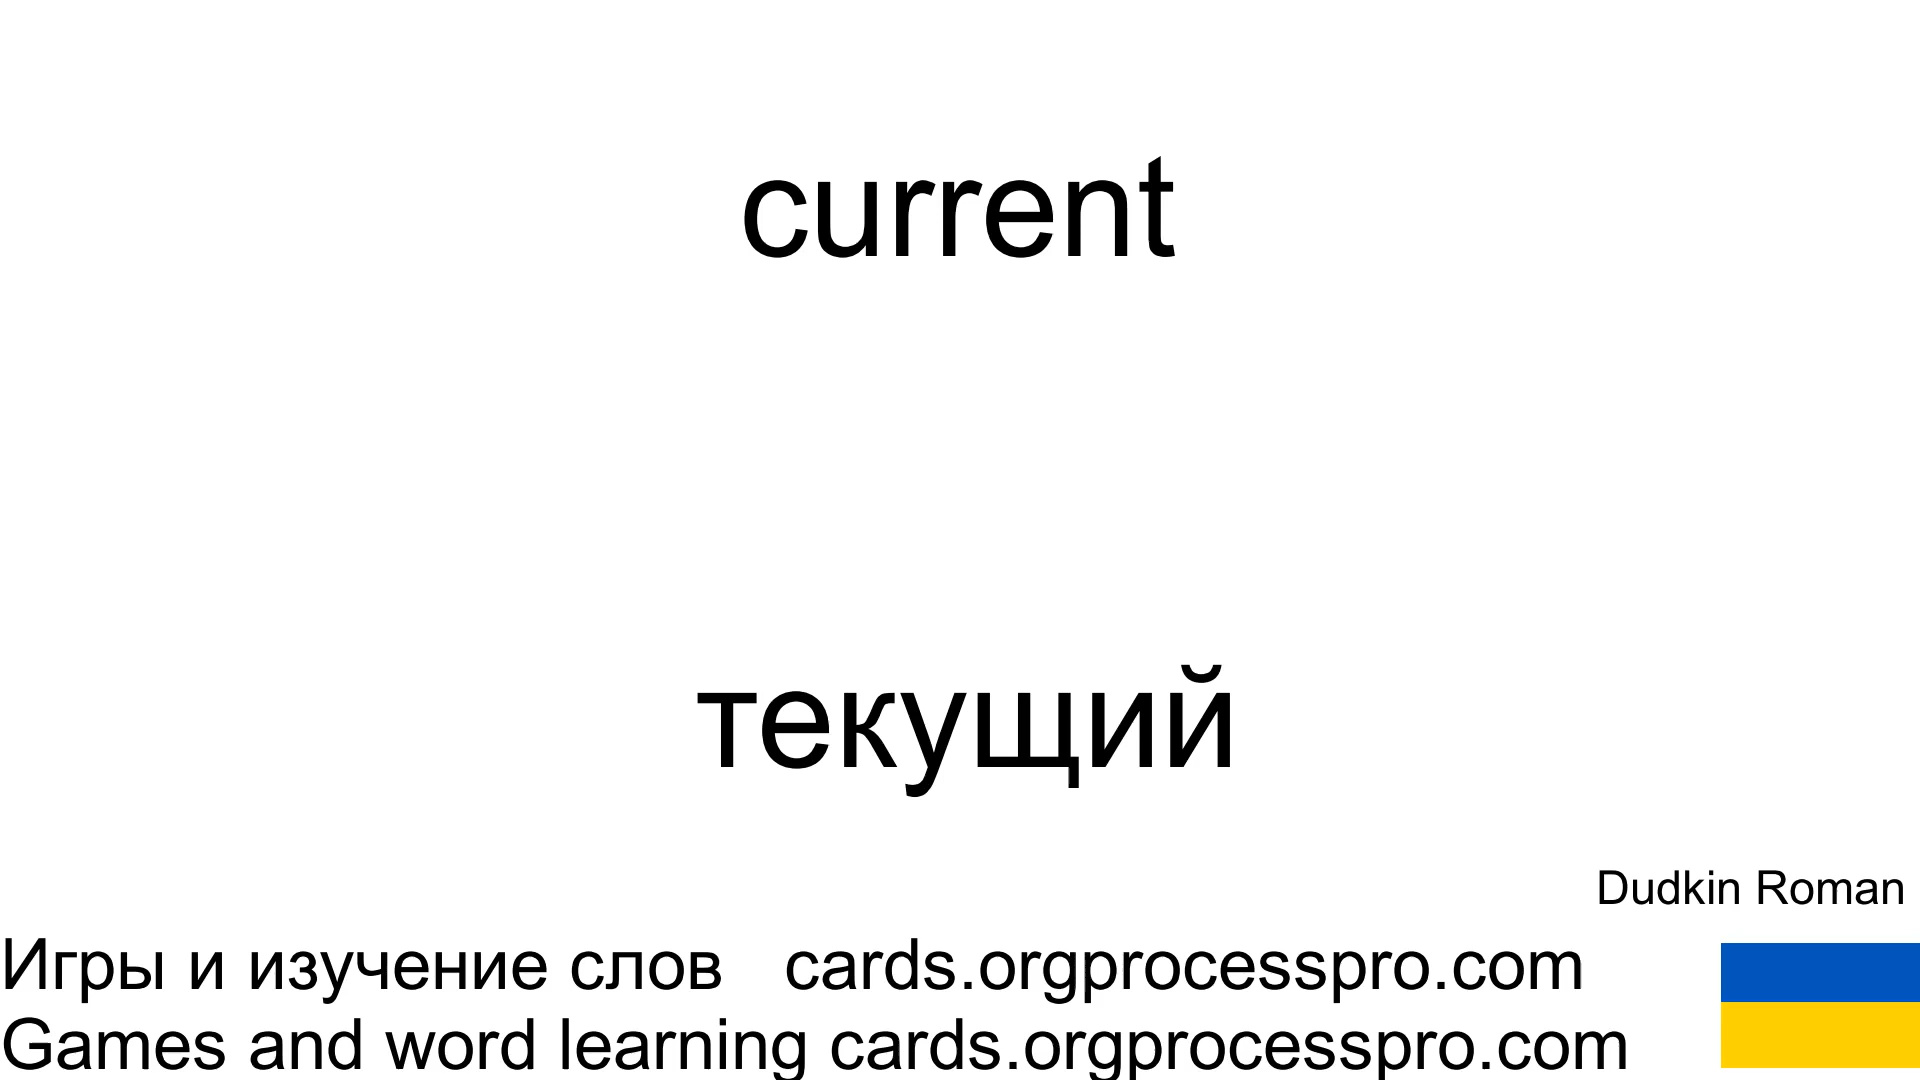 current
текущий
Dudkin Roman
Игры и изучение слов cards.orgprocesspro.com
Games and word learning cards.orgprocesspro.com